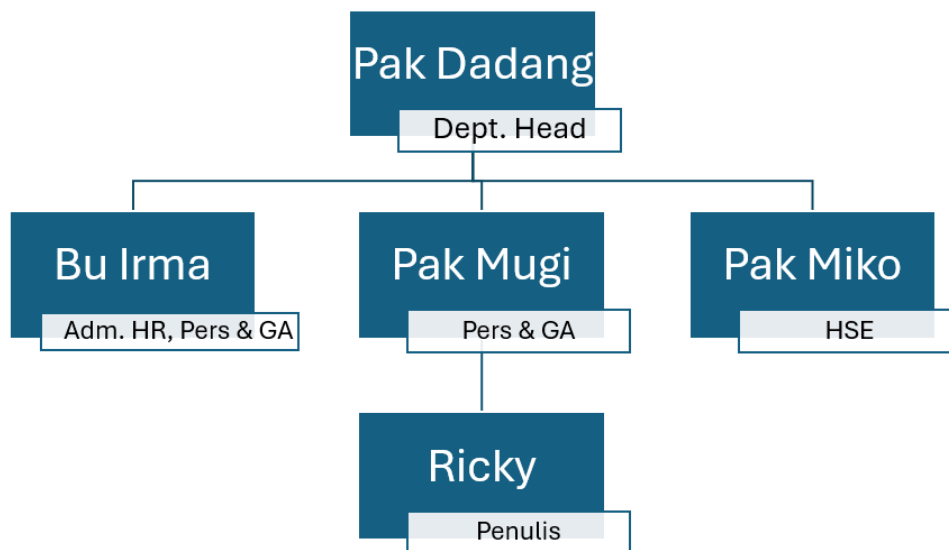 Pak Dadang
Dept. Head
Bu Irma
Adm. HR, Pers & GA
Pak Mugi
Pers & GA
Pak Miko
HSE
Ricky
Penulis